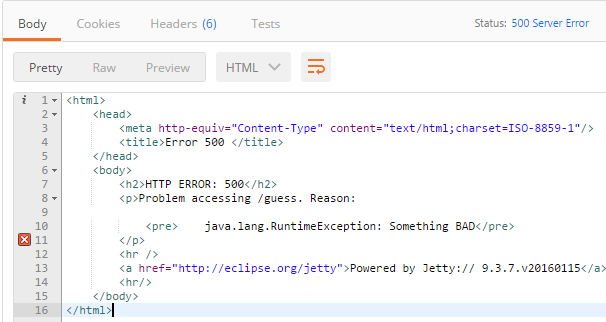 Body Cookies Headers (6) Tests Status: 500 Server Error
Pretty Raw Preview HTML
i 1 <html>
2 <head>
3 <meta http-equiv="Content-Type" content="text/html;charset=ISO-8859-1"/>
4 <title>Error 500 </title>
5 </head>
6 <body>
7 <h2>HTTP ERROR: 500</h2>
8 <p>Problem accessing /guess. Reason:
9
10 <pre>    java.lang.RuntimeException: Something BAD</pre>
11 </p>
12 <hr />
13 <a href="http://eclipse.org/jetty">Powered by Jetty:// 9.3.7.v20160115</a>
14 <hr/>
15 </body>
16 </html>